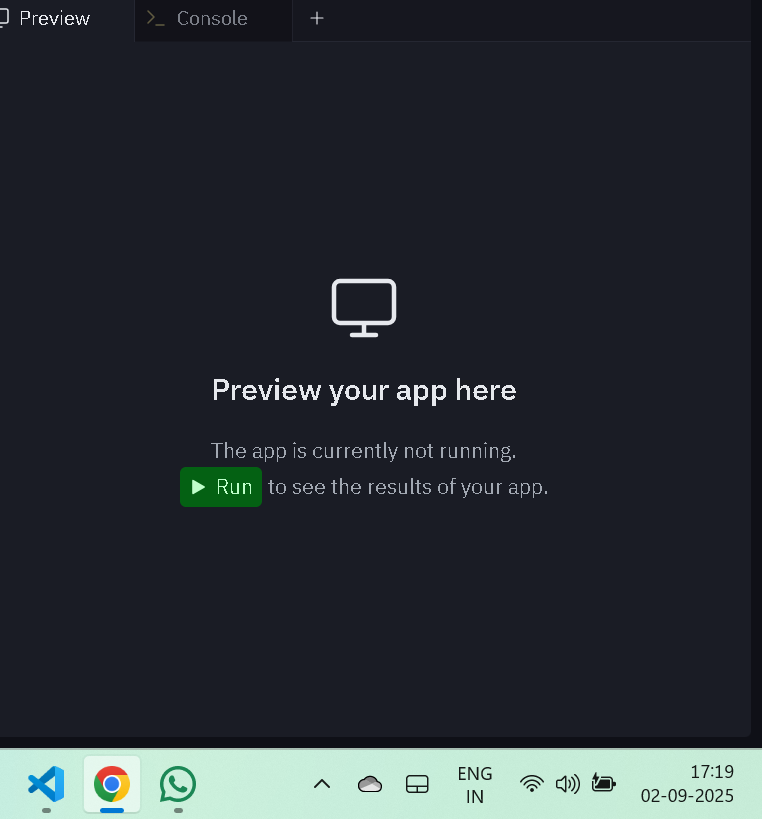 Preview
Console
Preview your app here
The app is currently not running.
Run to see the results of your app.
ENG
IN
17:19
02-09-2025